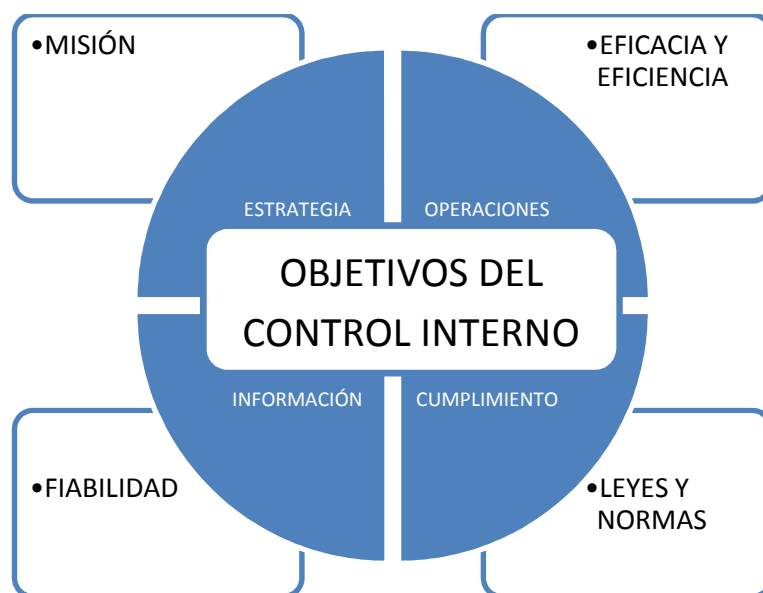 •MISIÓN
•EFICACIA Y
EFICIENCIA
ESTRATEGIA
OPERACIONES
OBJETIVOS DEL
CONTROL INTERNO
INFORMACIÓN
CUMPLIMIENTO
•FIABILIDAD
•LEYES Y
NORMAS